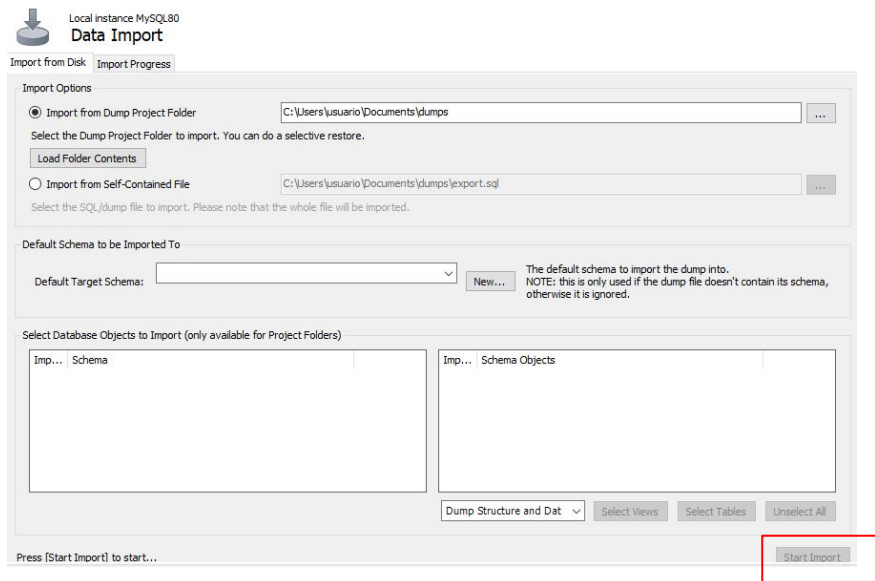 Local instance MySQL80
Data Import
Import from Disk Import Progress
Import Options
Import from Dump Project Folder C:\Users\usuario\Documents\dumps ...
Select the Dump Project Folder to import. You can do a selective restore.
Load Folder Contents
Import from Self-Contained File C:\Users\usuario\Documents\dumps\export.sql ...
Select the SQL/dump file to import. Please note that the whole file will be imported.
Default Schema to be Imported To
Default Target Schema: New... The default schema to import the dump into.
NOTE: this is only used if the dump file doesn't contain its schema,
otherwise it is ignored.
Select Database Objects to Import (only available for Project Folders)
Imp... Schema Imp... Schema Objects
Dump Structure and Dat Select Views Select Tables Unselect All
Press [Start Import] to start... Start Import